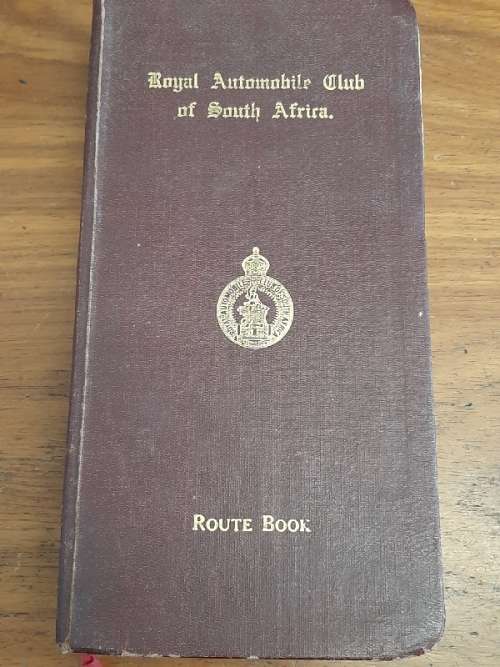 Royal Automobile Club
of South Africa.
ROUTE BOOK